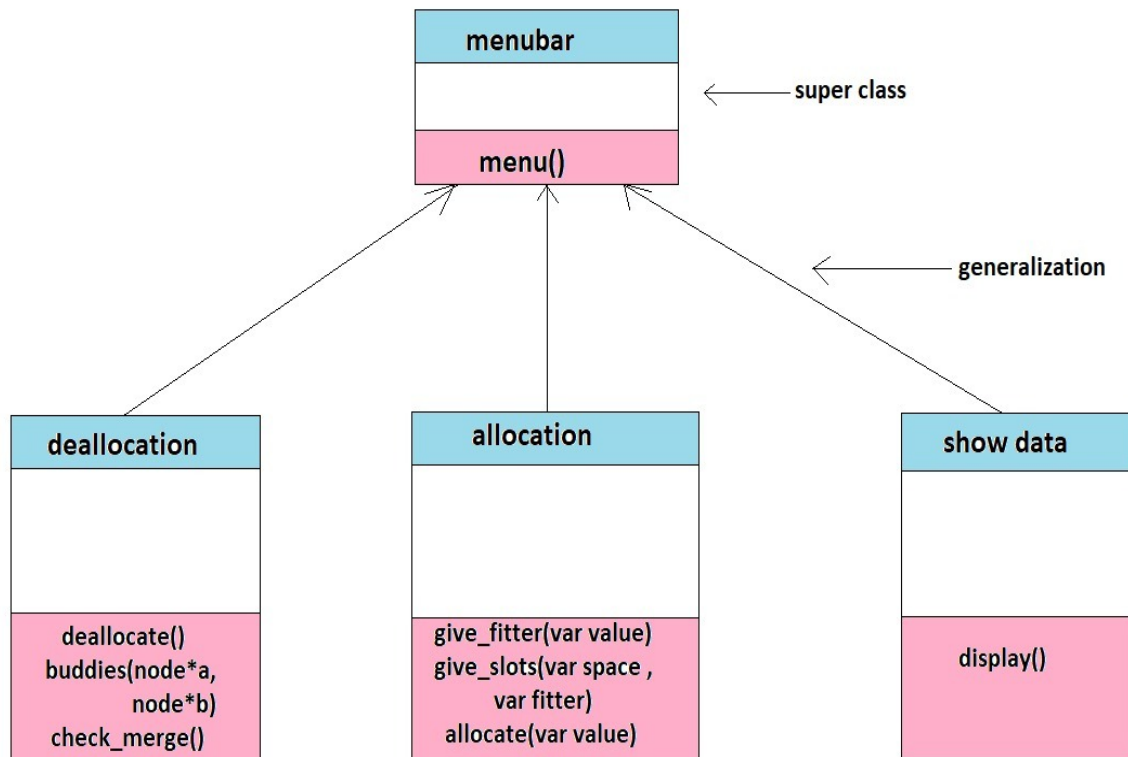 menubar
super class
menu()
generalization
deallocation
allocation
show data
deallocate()
buddies(node*a,
node*b)
check_merge()
give_fitter(var value)
give_slots(var space ,
var fitter)
allocate(var value)
display()